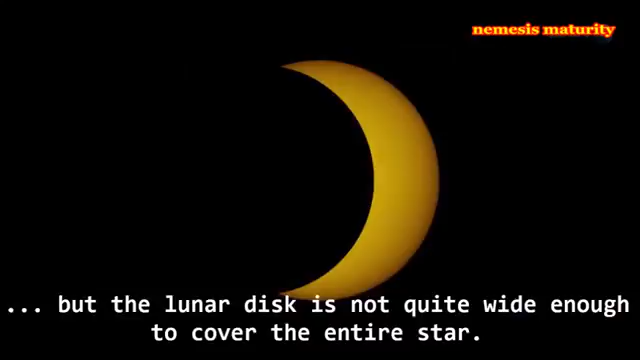 nemesis maturity
... but the lunar disk is not quite wide enough
to cover the entire star.